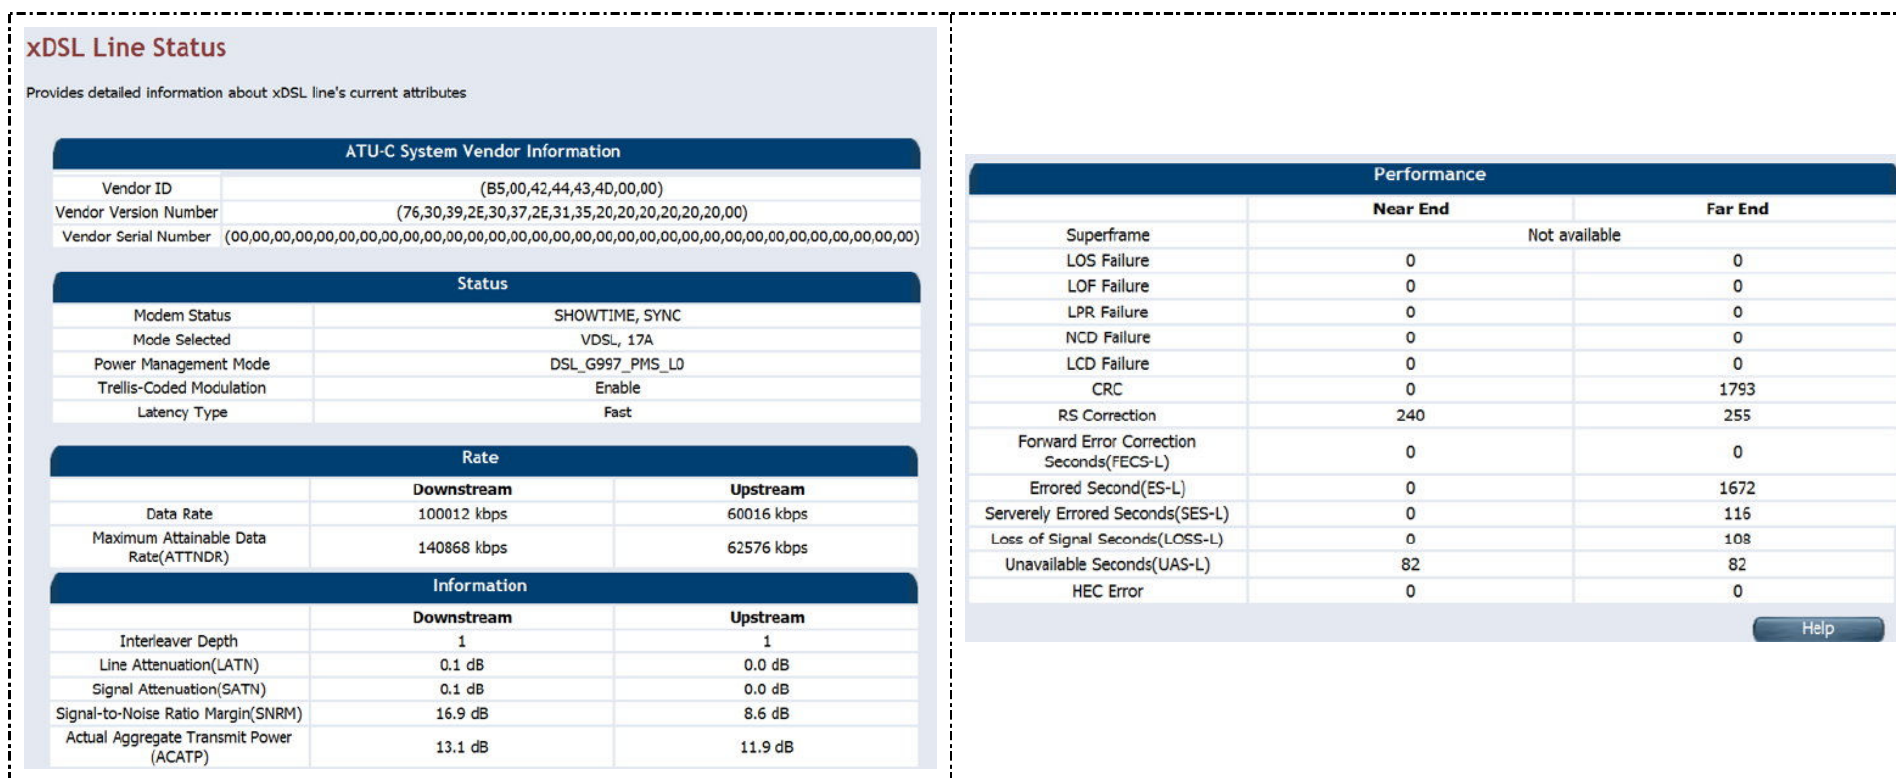 xDSL Line Status
Provides detailed information about xDSL line's current attributes
ATU-C System Vendor Information
Vendor ID (B5,00,42,44,43,4D,00,00)
Vendor Version Number (76,30,39,2E,30,37,2E,31,35,20,20,20,20,20,20,00)
Vendor Serial Number (00,00,00,00,00,00,00,00,00,00,00,00,00,00,00,00,00,00,00,00,00,00,00,00,00,00,00,00,00,00,00,00)
Status
Modem Status SHOWTIME, SYNC
Mode Selected VDSL, 17A
Power Management Mode DSL_G997_PMS_L0
Trellis-Coded Modulation Enable
Latency Type Fast
Rate
Downstream Upstream
Data Rate 100012 kbps 60016 kbps
Maximum Attainable Data
Rate(ATTNDR) 140868 kbps 62576 kbps
Information
Downstream Upstream
Interleaver Depth 1 1
Line Attenuation(LATN) 0.1 dB 0.0 dB
Signal Attenuation(SATN) 0.1 dB 0.0 dB
Signal-to-Noise Ratio Margin(SNRM) 16.9 dB 8.6 dB
Actual Aggregate Transmit Power
(ACATP) 13.1 dB 11.9 dB
Performance
Near End Far End
Superframe Not available
LOS Failure 0 0
LOF Failure 0 0
LPR Failure 0 0
NCD Failure 0 0
LCD Failure 0 0
CRC 0 1793
RS Correction 240 255
Forward Error Correction
Seconds(FECS-L) 0 0
Errored Second(ES-L) 0 1672
Serverely Errored Seconds(SES-L) 0 116
Loss of Signal Seconds(LOSS-L) 0 108
Unavailable Seconds(UAS-L) 82 82
HEC Error 0 0
Help